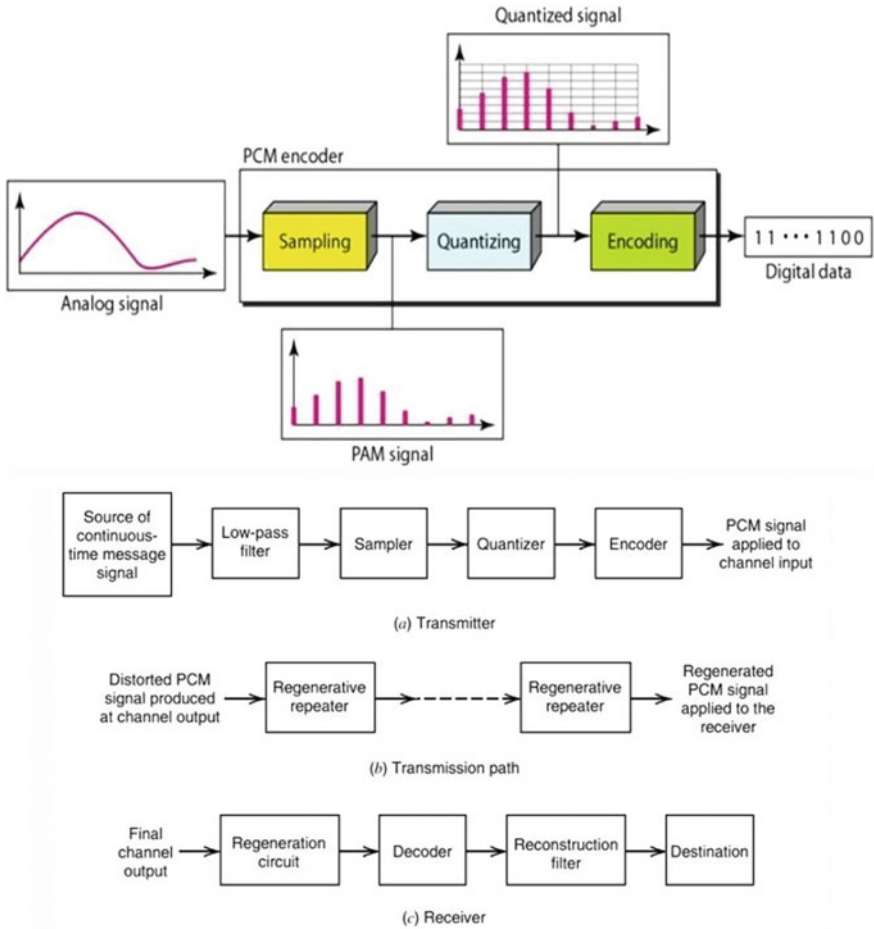 Quantized signal
PCM encoder
Sampling
Quantizing
Encoding
11 ··· 1100
Digital data
Analog signal
PAM signal
Source of
continuous-
time message
signal
Low-pass
filter
Sampler
Quantizer
Encoder
PCM signal
applied to
channel input
(a) Transmitter
Distorted PCM
signal produced
at channel output
Regenerative
repeater
Regenerative
repeater
Regenerated
PCM signal
applied to the
receiver
(b) Transmission path
Final
channel
output
Regeneration
circuit
Decoder
Reconstruction
filter
Destination
(c) Receiver